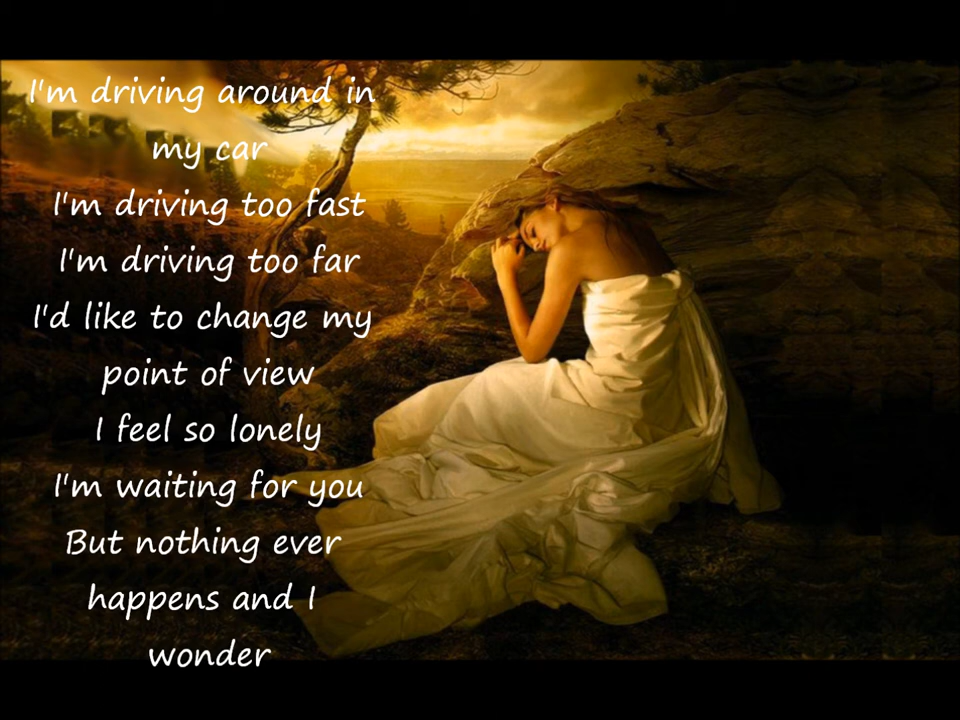 I'm driving around in
my car
I'm driving too fast
I'm driving too far
I'd like to change my
point of view
I feel so lonely
I'm waiting for you
But nothing ever
happens and I
wonder